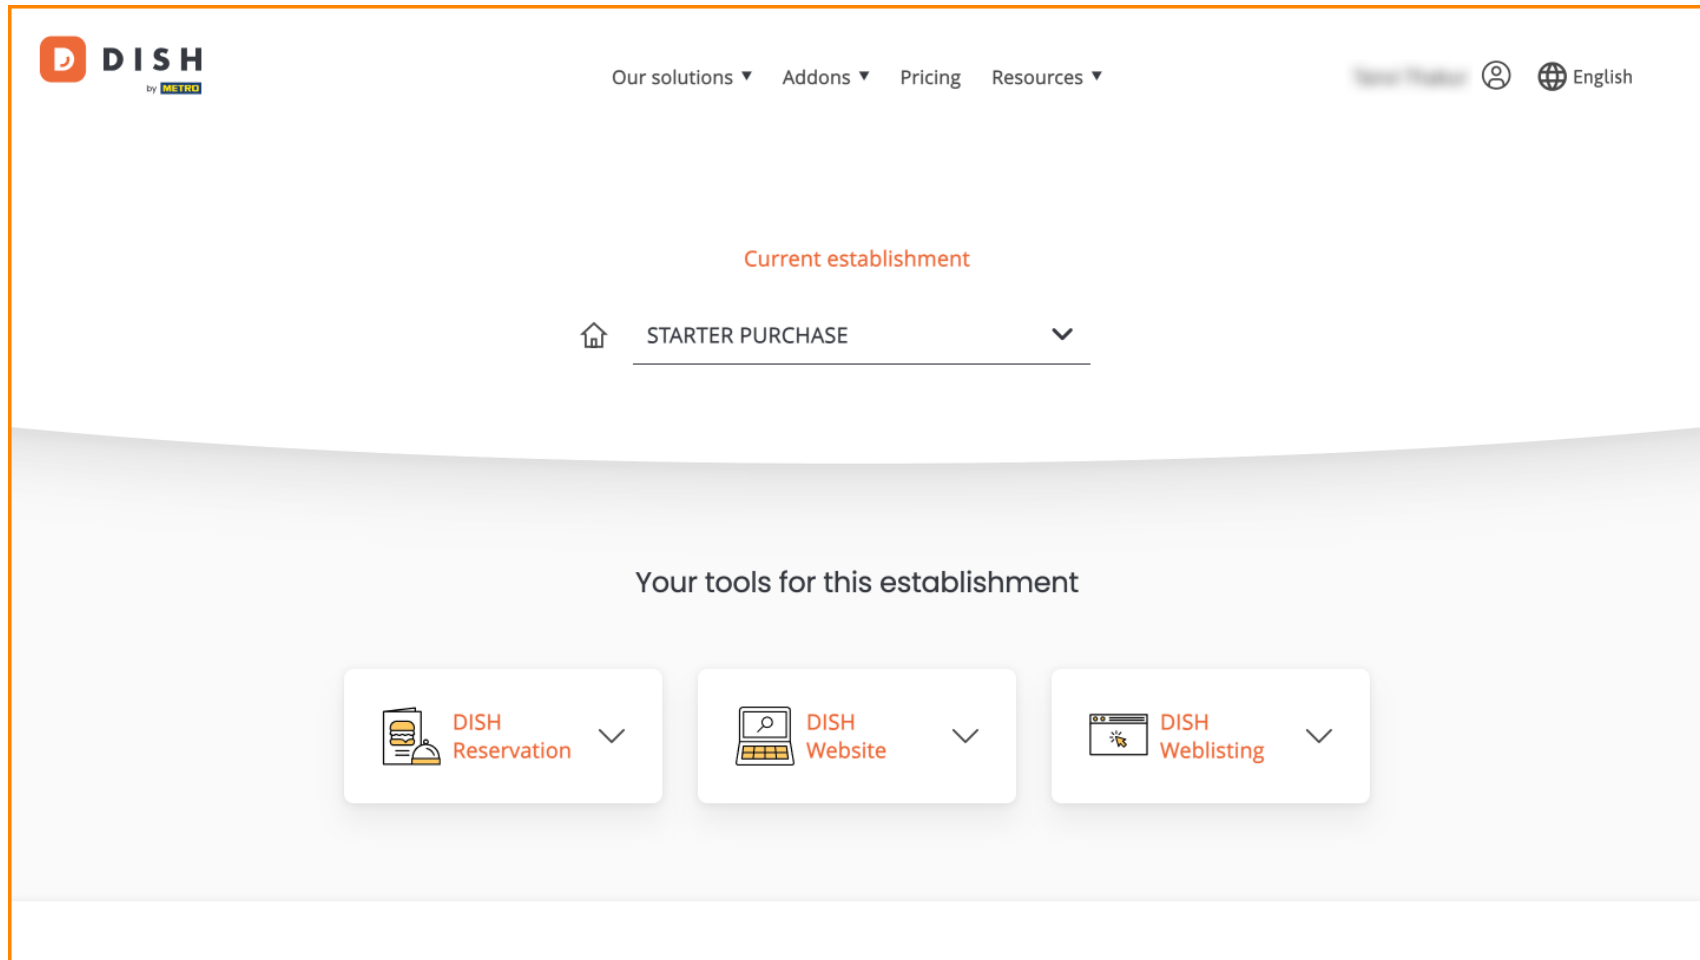 DISH
by METRO
Our solutions ▼ Addons ▼ Pricing Resources ▼
English
Current establishment
STARTER PURCHASE
Your tools for this establishment
DISH
Reservation
DISH
Website
DISH
Weblisting